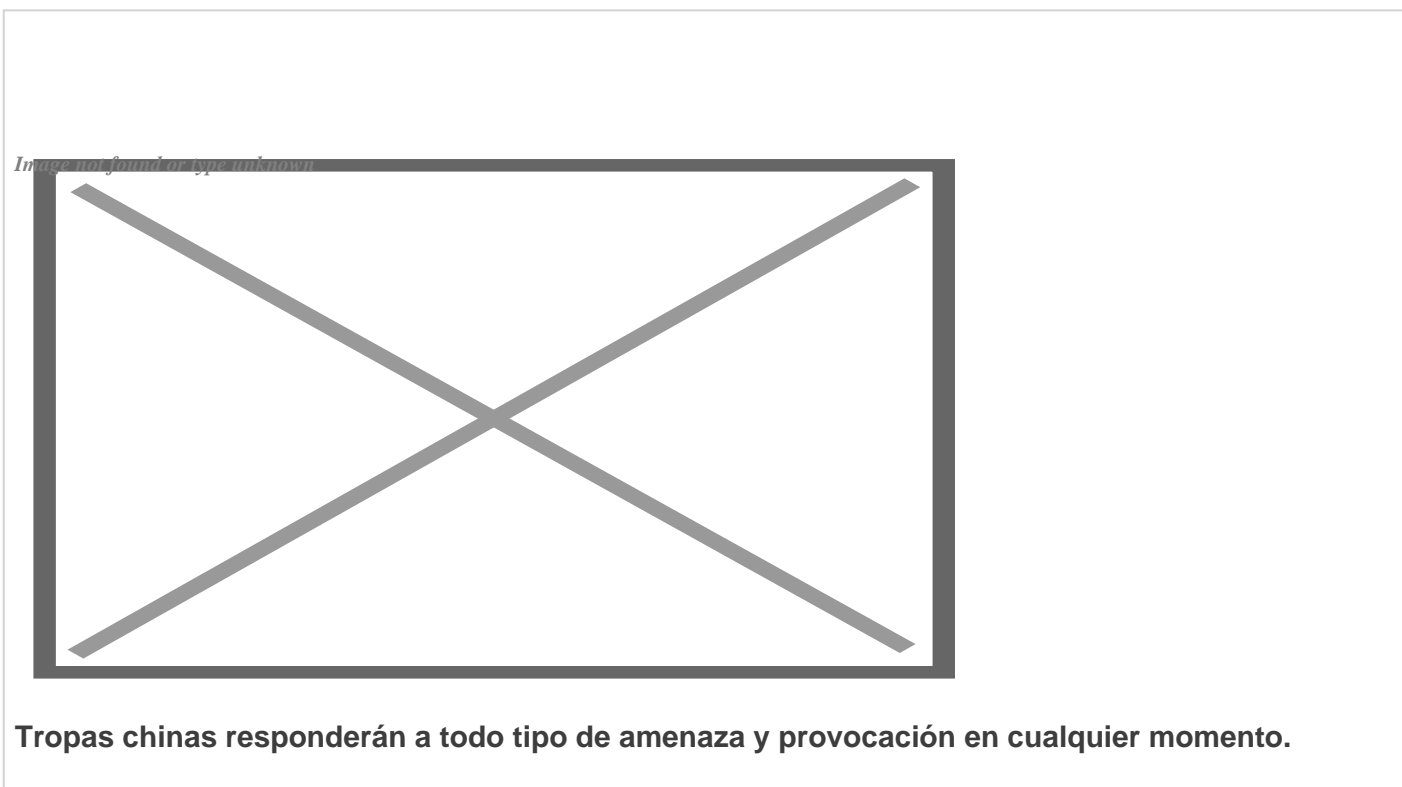 Image not found or type unknown
Tropas chinas responderán a todo tipo de amenaza y provocación en cualquier momento.